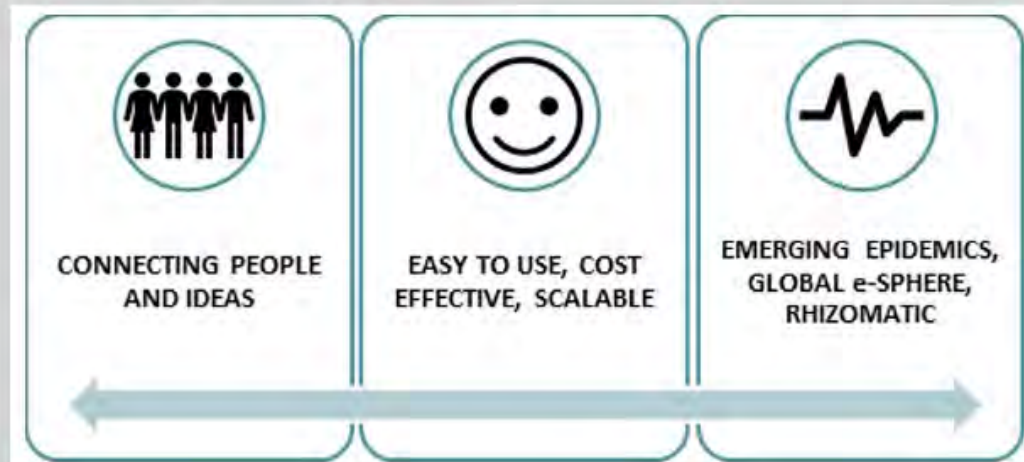 CONNECTING PEOPLE
AND IDEAS
EASY TO USE, COST
EFFECTIVE, SCALABLE
EMERGING EPIDEMICS,
GLOBAL e-SPHERE,
RHIZOMATIC